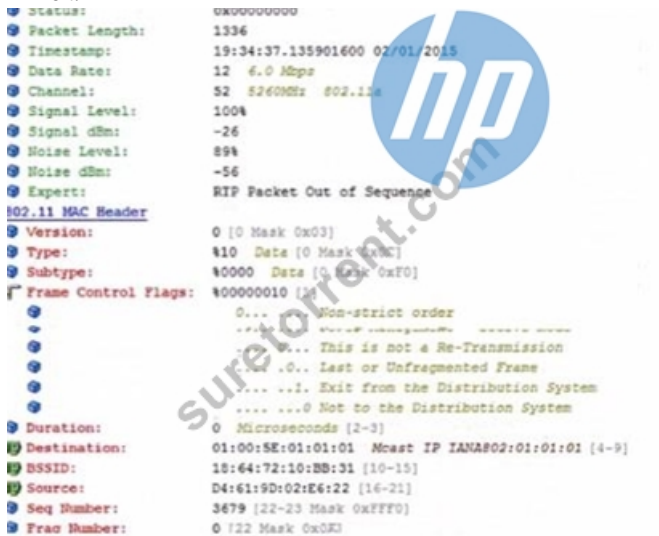 Status: 0x00000000
Packet Length: 1336
Timestamp: 19:34:37.135901600 02/01/2015
Data Rate: 12 6.0 Mbps
Channel: 52 5260MHz 802.11a
Signal Level: 100%
Signal dBm: -26
Noise Level: 89%
Noise dBm: -56
Expert: RTP Packet Out of Sequence
802.11 MAC Header
Version: 0 [0 Mask 0x03]
Type: %10 Data [0 Mask 0x0C]
Subtype: %0000 Data [0 Mask 0xF0]
Frame Control Flags: %00000010 [1]
0... .... Non-strict order
.... 0... This is not a Re-Transmission
.... .0.. Last or Unfragmented Frame
.... ..1. Exit from the Distribution System
.... ...0 Not to the Distribution System
Duration: 0 Microseconds [2-3]
Destination: 01:00:5E:01:01:01 Mcast IP IANA802:01:01:01 [4-9]
BSSID: 18:64:72:10:BB:31 [10-15]
Source: D4:61:9D:02:E6:22 [16-21]
Seq Number: 3679 [22-23 Mask 0xFFF0]
Frag Number: 0 [22 Mask 0x0F]
hp
suretorrent.com